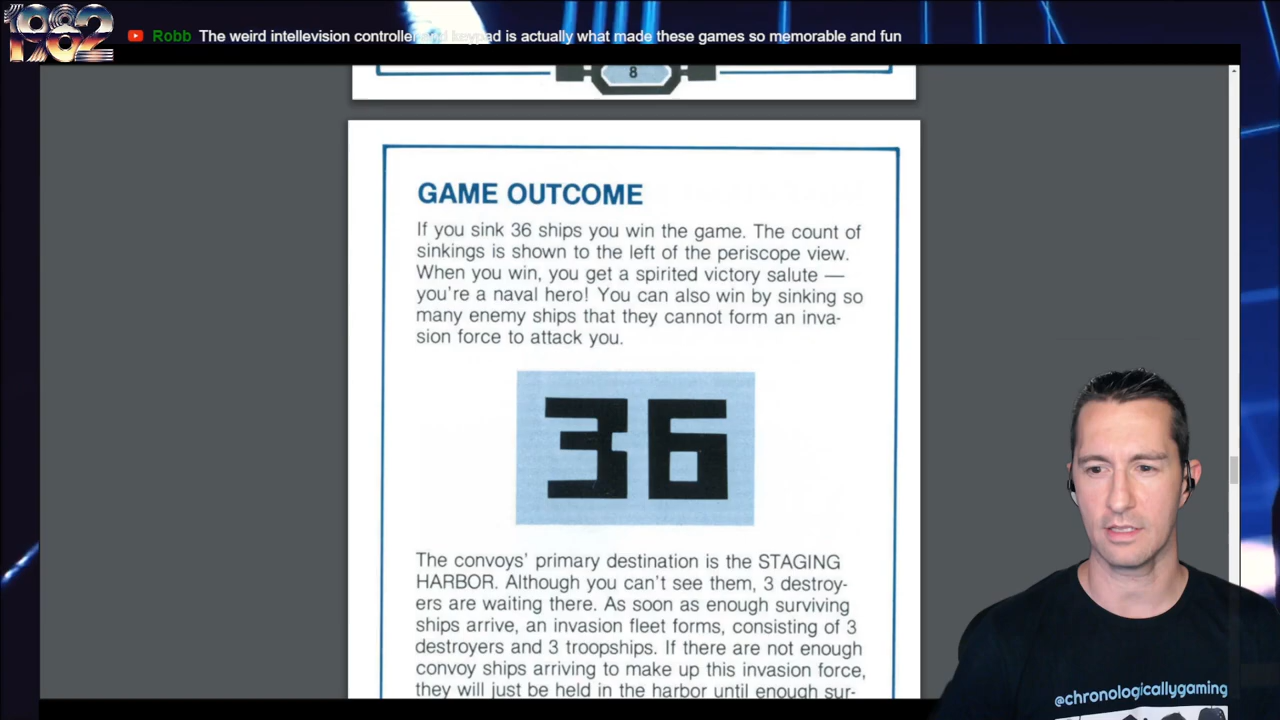 1982
Robb The weird intellevision controller and keypad is actually what made these games so memorable and fun
8
GAME OUTCOME
If you sink 36 ships you win the game. The count of
sinkings is shown to the left of the periscope view.
When you win, you get a spirited victory salute —
you're a naval hero! You can also win by sinking so
many enemy ships that they cannot form an inva-
sion force to attack you.
36
The convoys' primary destination is the STAGING
HARBOR. Although you can't see them, 3 destroy-
ers are waiting there. As soon as enough surviving
ships arrive, an invasion fleet forms, consisting of 3
destroyers and 3 troopships. If there are not enough
convoy ships arriving to make up this invasion force,
they will just be held in the harbor until enough sur-
@chronologicallygaming